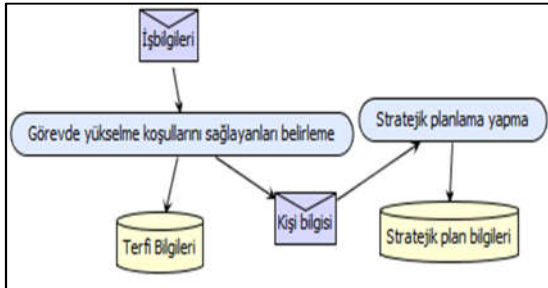 İşbilgileri
Görevde yükselme koşullarını sağlayanları belirleme
Stratejik planlama yapma
Terfi Bilgileri
Kişi bilgisi
Stratejik plan bilgileri